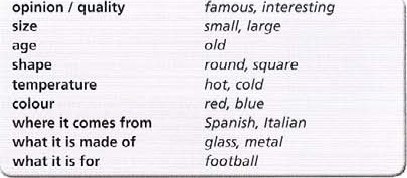 opinion / quality famous, interesting
size small, large
age old
shape round, square
temperature hot, cold
colour red, blue
where it comes from Spanish, Italian
what it is made of glass, metal
what it is for football